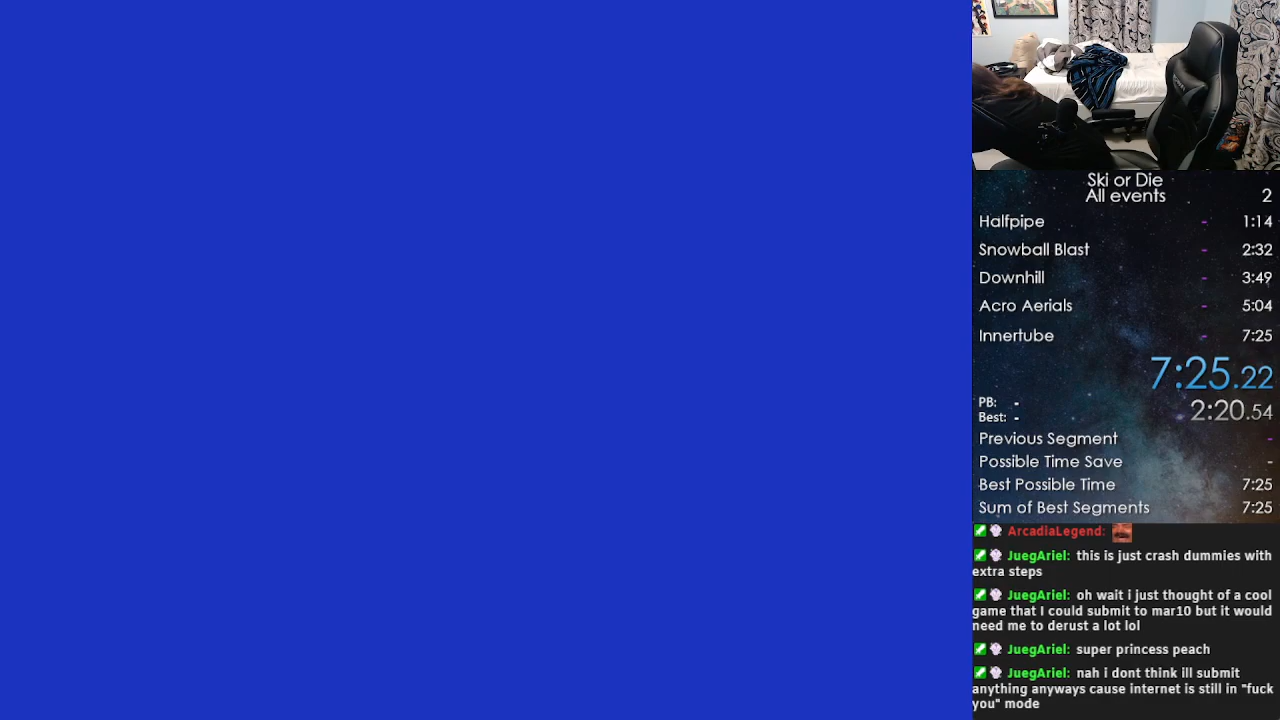 Ski or Die
All events 2
Halfpipe - 1:14
Snowball Blast - 2:32
Downhill - 3:49
Acro Aerials - 5:04
Innertube - 7:25
7:25.22
PB: - 2:20.54
Best: -
Previous Segment -
Possible Time Save -
Best Possible Time 7:25
Sum of Best Segments 7:25
ArcadiaLegend:
JuegAriel: this is just crash dummies with
extra steps
JuegAriel: oh wait i just thought of a cool
game that I could submit to mar10 but it would
need me to derust a lot lol
JuegAriel: super princess peach
JuegAriel: nah i dont think ill submit
anything anyways cause internet is still in "fuck
you" mode